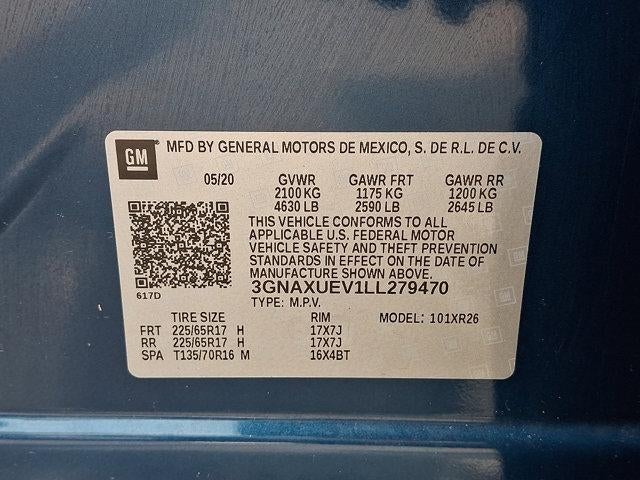 GM MFD BY GENERAL MOTORS DE MEXICO, S. DE R.L. DE C.V.
05/20 GVWR GAWR FRT GAWR RR
2100 KG 1175 KG 1200 KG
4630 LB 2590 LB 2645 LB
THIS VEHICLE CONFORMS TO ALL
APPLICABLE U.S. FEDERAL MOTOR
VEHICLE SAFETY AND THEFT PREVENTION
STANDARDS IN EFFECT ON THE DATE OF
MANUFACTURE SHOWN ABOVE.
617D
3GNAXUEV1LL279470
TYPE: M.P.V.
TIRE SIZE RIM MODEL: 101XR26
FRT 225/65R17 H 17X7J
RR 225/65R17 H 17X7J
SPA T135/70R16 M 16X4BT